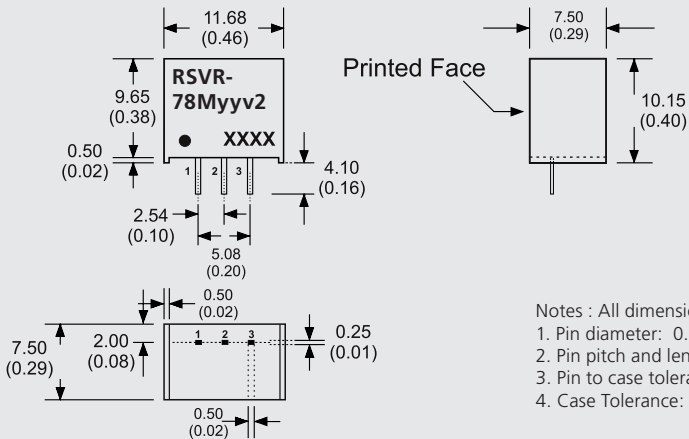 11.68
(0.46)
RSVR-
78Myyv2
XXXX
9.65
(0.38)
0.50
(0.02)
1 2 3
4.10
(0.16)
2.54
(0.10)
5.08
(0.20)
Printed Face
7.50
(0.29)
10.15
(0.40)
0.50
(0.02)
7.50
(0.29)
2.00
(0.08)
1 2 3
0.25
(0.01)
0.50
(0.02)
Notes : All dimensio
1. Pin diameter: 0.
2. Pin pitch and len
3. Pin to case tolera
4. Case Tolerance: